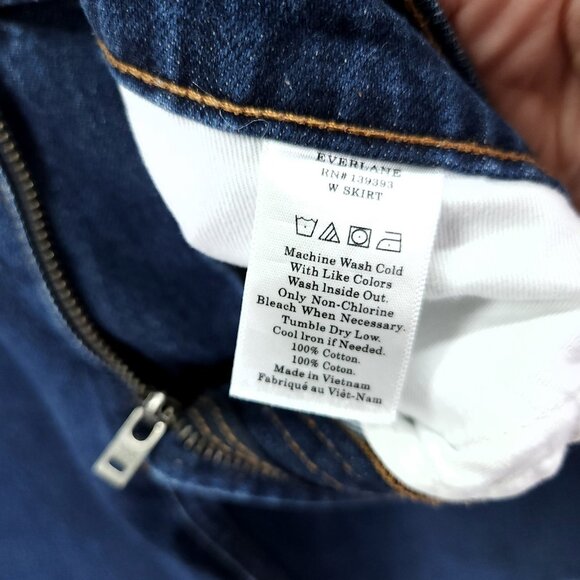 EVERLANE
RN# 139393
W SKIRT
Machine Wash Cold
With Like Colors
Wash Inside Out.
Only Non-Chlorine
Bleach When Necessary.
Tumble Dry Low.
Cool Iron if Needed.
100% Cotton.
100% Coton.
Made in Vietnam
Fabriqué au Viêt-Nam